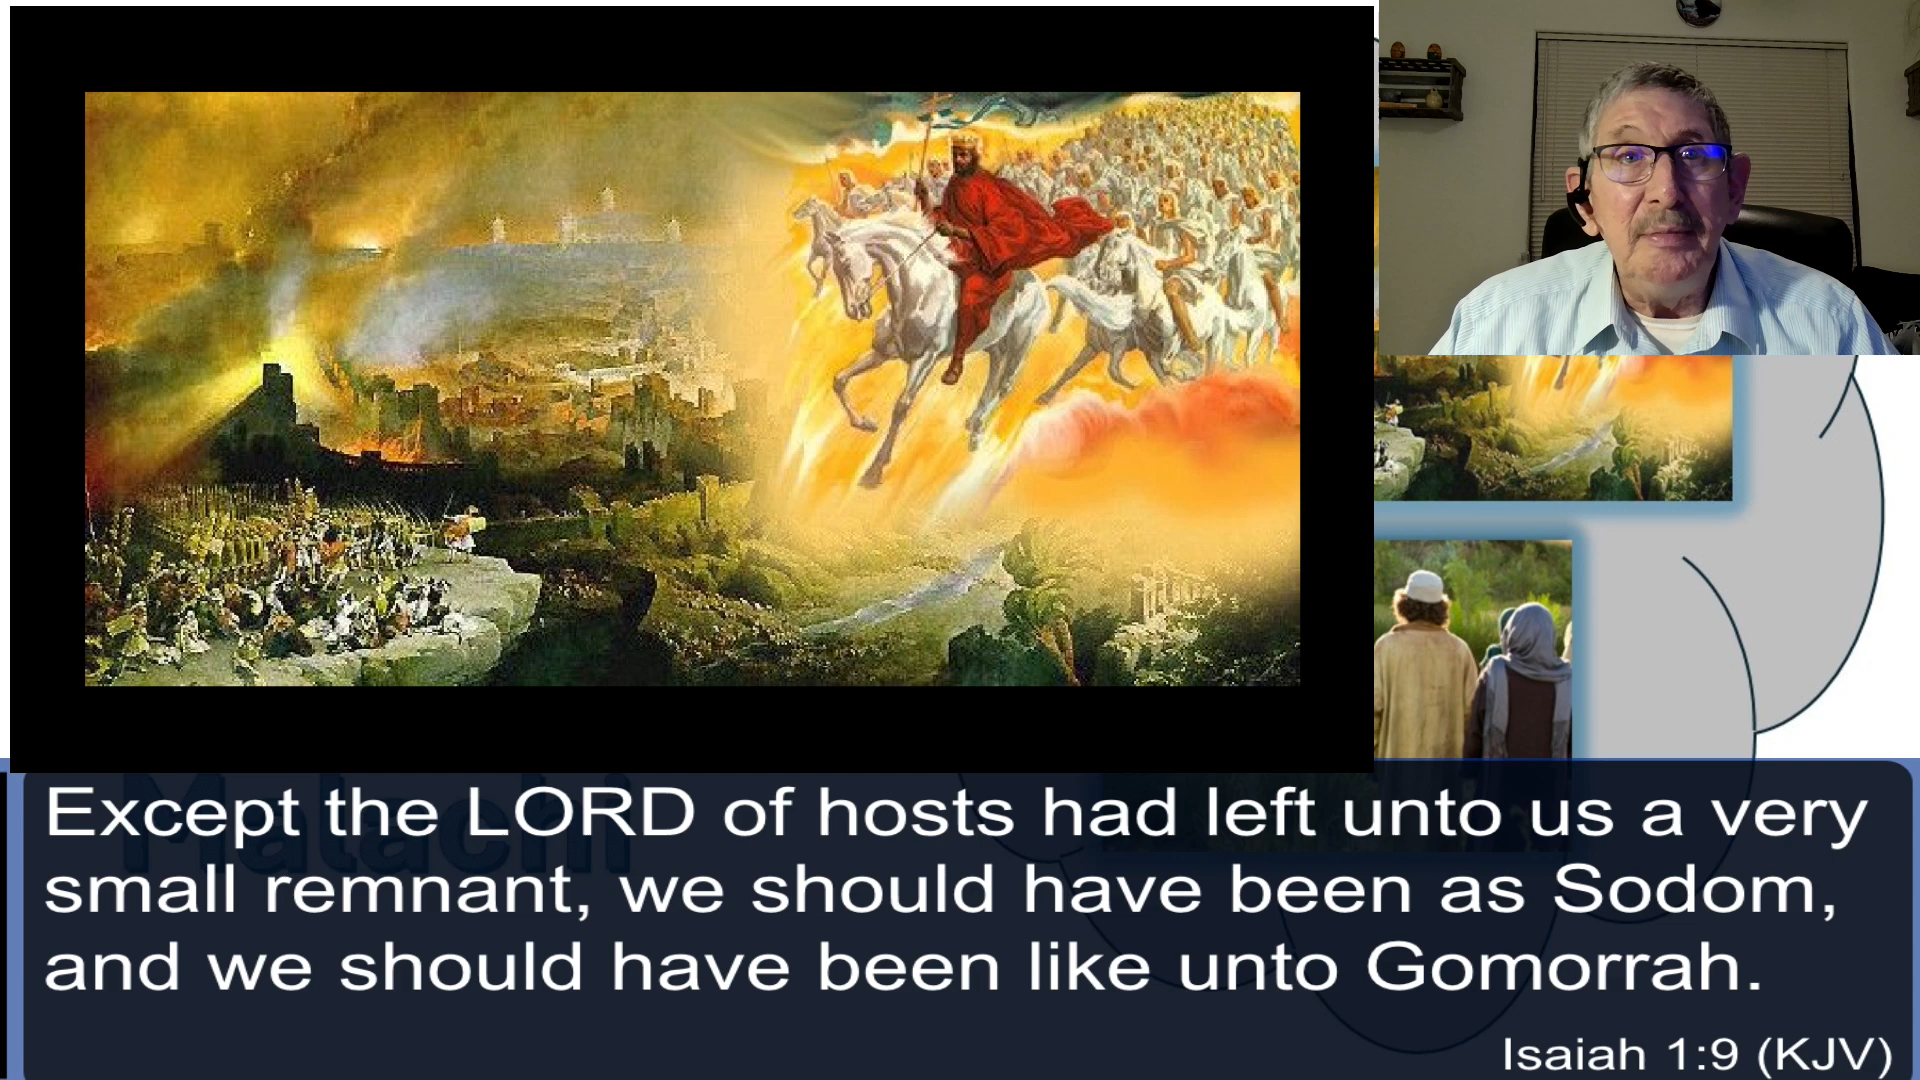 Malachi
Except the LORD of hosts had left unto us a very
small remnant, we should have been as Sodom,
and we should have been like unto Gomorrah.
Isaiah 1:9 (KJV)